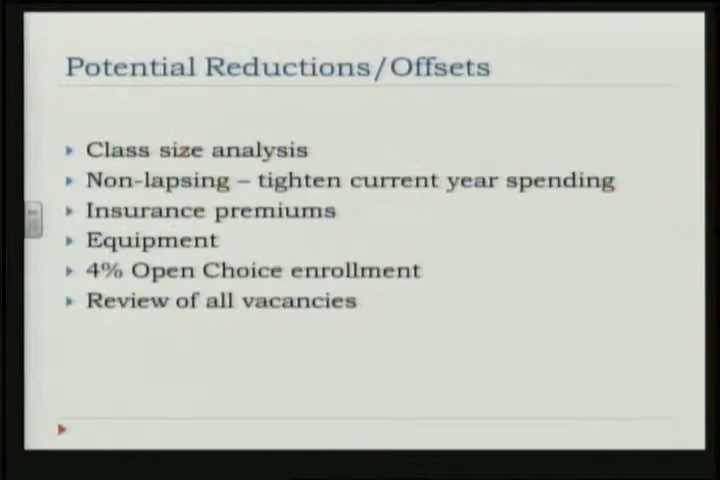 Potential Reductions/Offsets
Class size analysis
Non-lapsing – tighten current year spending
Insurance premiums
Equipment
4% Open Choice enrollment
Review of all vacancies